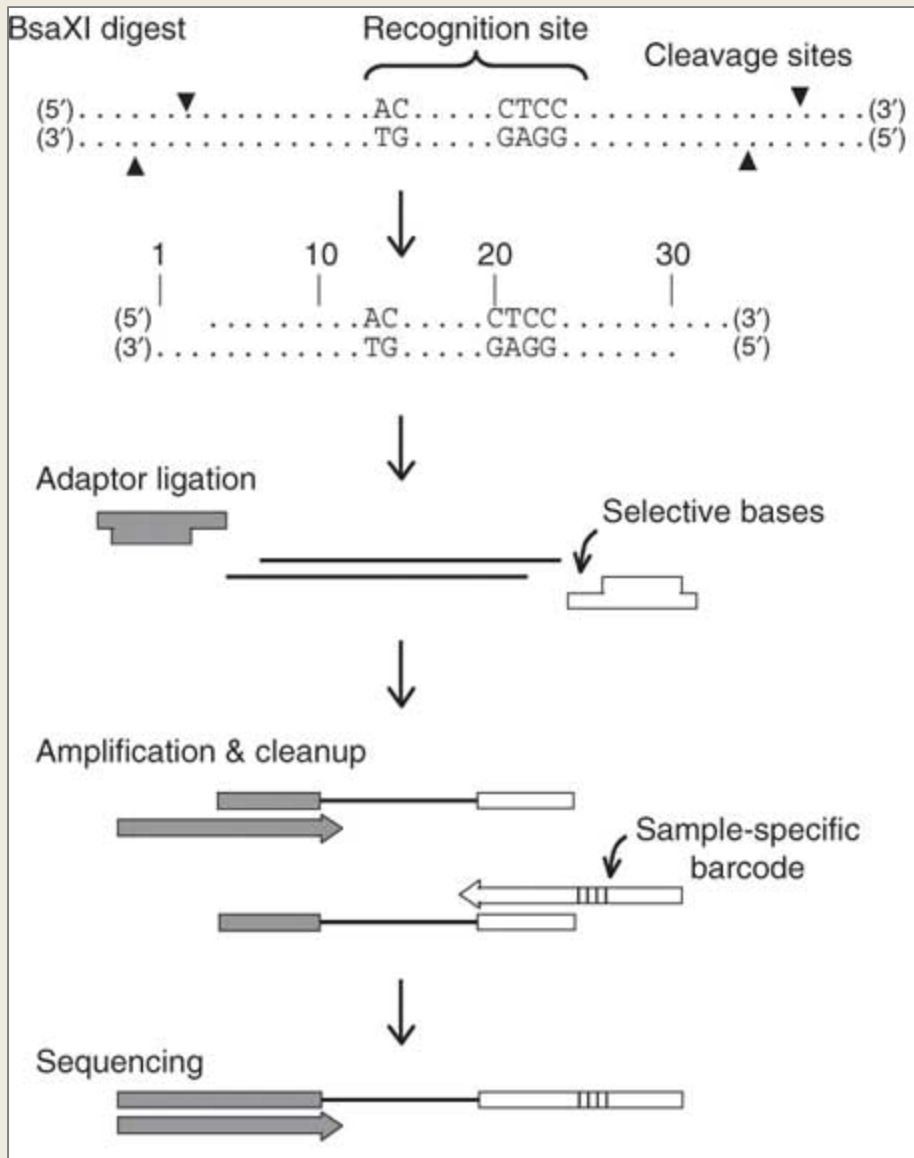 BsaXI digest Recognition site
Cleavage sites
(5′). . . . . . . . . . . . . . . . . . AC. . . . . CTCC. . . . . . . . . . . . . . . . . . (3′)
(3′). . . . . . . . . . . . . . . . . . TG. . . . . GAGG. . . . . . . . . . . . . . . . . . (5′)
1 10 20 30
(5′) . . . . . . . . . AC. . . . . CTCC. . . . . . . . . . (3′)
(3′). . . . . . . . . . . . TG. . . . . GAGG. . . . . . . (5′)
Adaptor ligation
Selective bases
Amplification & cleanup
Sample-specific
barcode
Sequencing